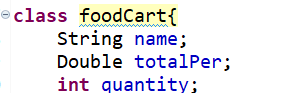 class foodCart{
String name;
Double totalPer;
int quantity;